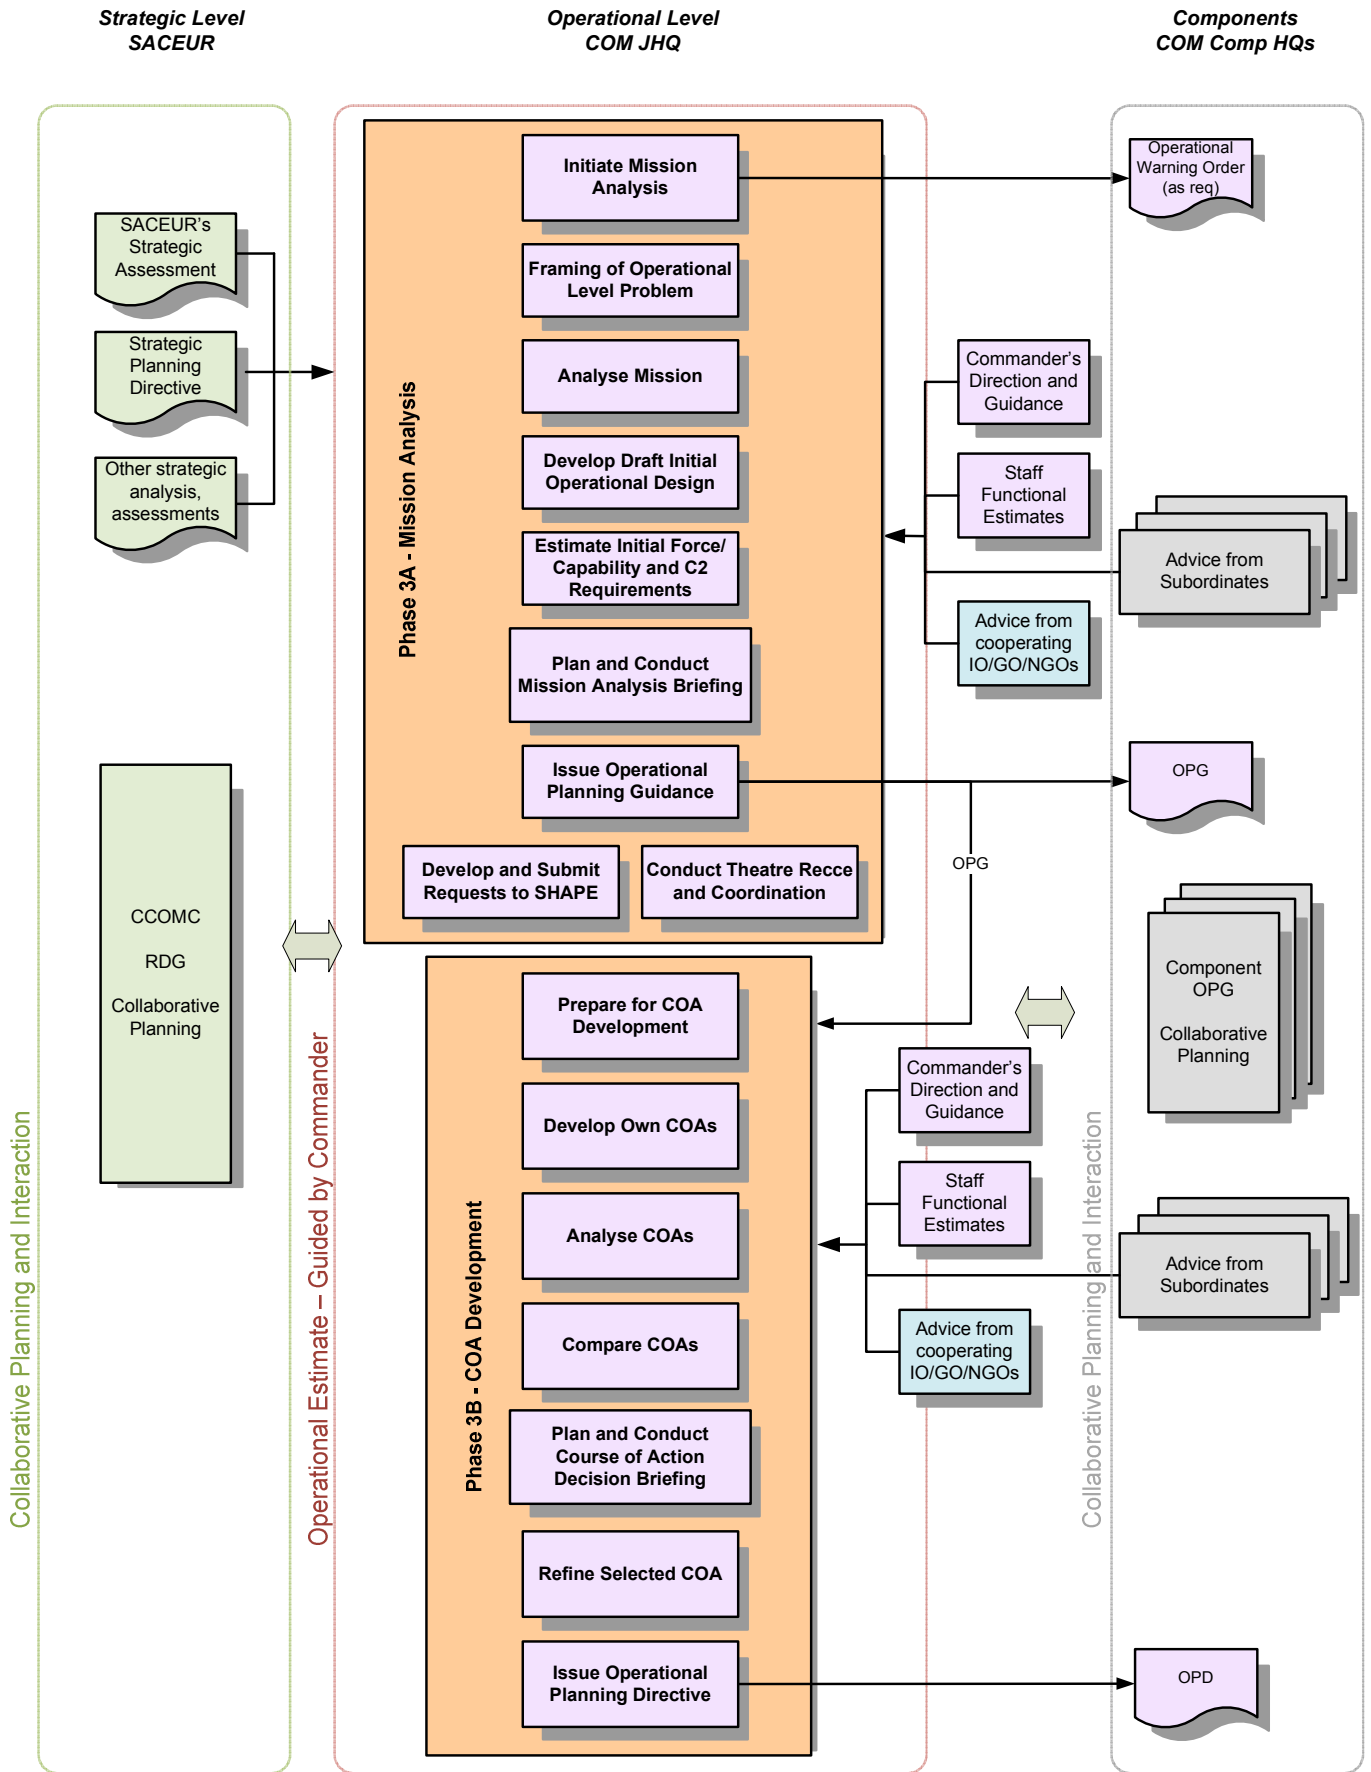 Strategic Level
SACEUR
Operational Level
COM JHQ
Components
COM Comp HQs
Collaborative Planning and Interaction
SACEUR's
Strategic
Assessment
Strategic
Planning
Directive
Other strategic
analysis,
assessments
CCOMC
RDG
Collaborative
Planning
Operational Estimate – Guided by Commander
Phase 3A - Mission Analysis
Initiate Mission
Analysis
Framing of Operational
Level Problem
Analyse Mission
Develop Draft Initial
Operational Design
Estimate Initial Force/
Capability and C2
Requirements
Plan and Conduct
Mission Analysis Briefing
Issue Operational
Planning Guidance
Develop and Submit
Requests to SHAPE
Conduct Theatre Recce
and Coordination
Commander's
Direction and
Guidance
Staff
Functional
Estimates
Advice from
cooperating
IO/GO/NGOs
OPG
Phase 3B - COA Development
Prepare for COA
Development
Develop Own COAs
Analyse COAs
Compare COAs
Plan and Conduct
Course of Action
Decision Briefing
Refine Selected COA
Issue Operational
Planning Directive
Commander's
Direction and
Guidance
Staff
Functional
Estimates
Advice from
cooperating
IO/GO/NGOs
Collaborative Planning and Interaction
Operational
Warning Order
(as req)
Advice from
Subordinates
OPG
Component
OPG
Collaborative
Planning
Advice from
Subordinates
OPD